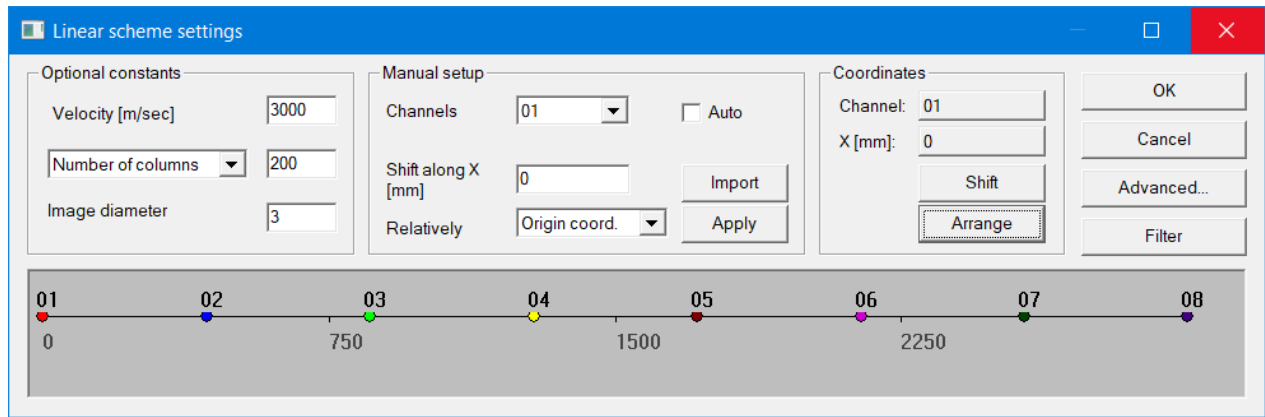 Linear scheme settings
Optional constants
Velocity [m/sec] 3000
Number of columns 200
Image diameter 3
Manual setup
Channels 01 Auto
Shift along X
[mm] 0 Import
Relatively Origin coord. Apply
Coordinates
Channel: 01
X [mm]: 0
Shift
Arrange
OK
Cancel
Advanced...
Filter
01 02 03 04 05 06 07 08
0 750 1500 2250